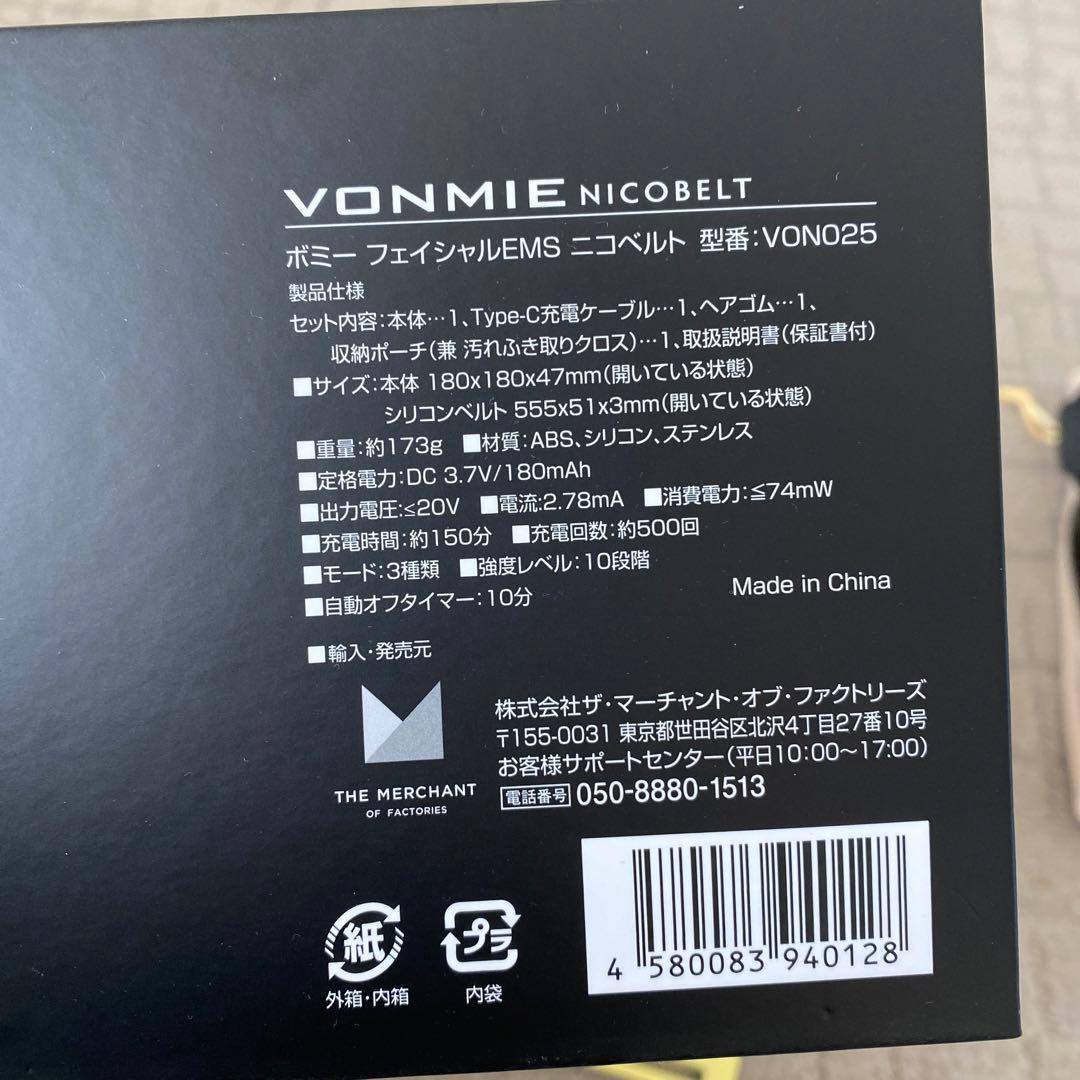 VONMIE NICOBELT
ボミー フェイシャルEMS ニコベルト 型番:VON025
製品仕様
セット内容:本体…1、Type-C充電ケーブル…1、ヘアゴム…1、
収納ポーチ(兼 汚れふき取りクロス)…1、取扱説明書(保証書付)
■サイズ:本体 180x180x47mm(開いている状態)
シリコンベルト 555x51x3mm(開いている状態)
■重量:約173g ■材質:ABS、シリコン、ステンレス
■定格電力:DC 3.7V/180mAh
■出力電圧:≤20V ■電流:2.78mA ■消費電力:≦74mW
■充電時間:約150分 ■充電回数:約500回
■モード:3種類 ■強度レベル:10段階
■自動オフタイマー:10分
Made in China
■輸入・発売元
株式会社ザ・マーチャント・オブ・ファクトリーズ
〒155-0031 東京都世田谷区北沢4丁目27番10号
お客様サポートセンター(平日10:00〜17:00)
電話番号 050-8880-1513
THE MERCHANT
OF FACTORIES
紙
外箱・内箱
プラ
内袋
4 580083 940128